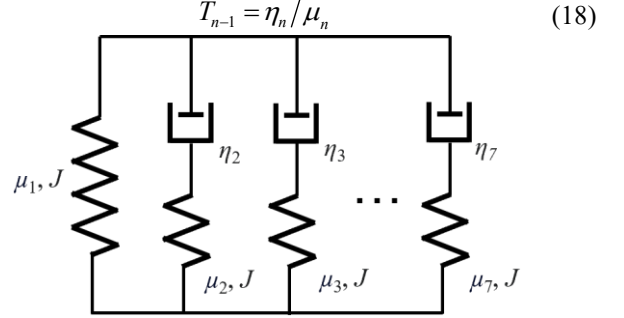 T_{n-1} = η_n/μ_n (18)
η_2 η_3 η_7
μ_1, J ...
μ_2, J μ_3, J μ_7, J